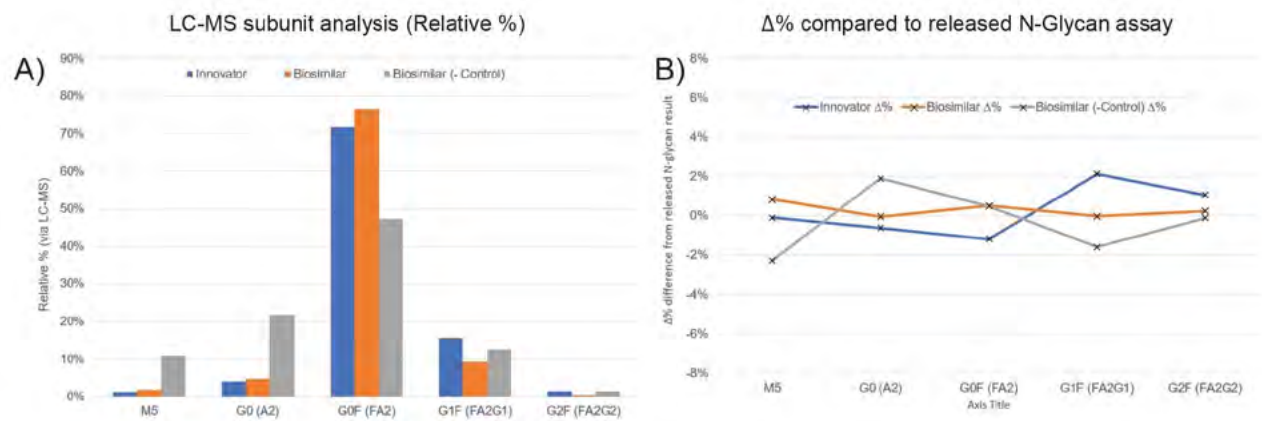 LC-MS subunit analysis (Relative %)
A)
Innovator Biosimilar Biosimilar (- Control)
90%
80%
70%
60%
50%
40%
30%
20%
10%
0%
Relative % (via LC-MS)
M5 G0 (A2) G0F (FA2) G1F (FA2G1) G2F (FA2G2)
Δ% compared to released N-Glycan assay
B)
Innovator Δ% Biosimilar Δ% Biosimilar (-Control) Δ%
8%
6%
4%
2%
0%
-2%
-4%
-6%
-8%
Δ% difference from released N-glycan result
M5 G0 (A2) G0F (FA2) G1F (FA2G1) G2F (FA2G2)
Axis Title